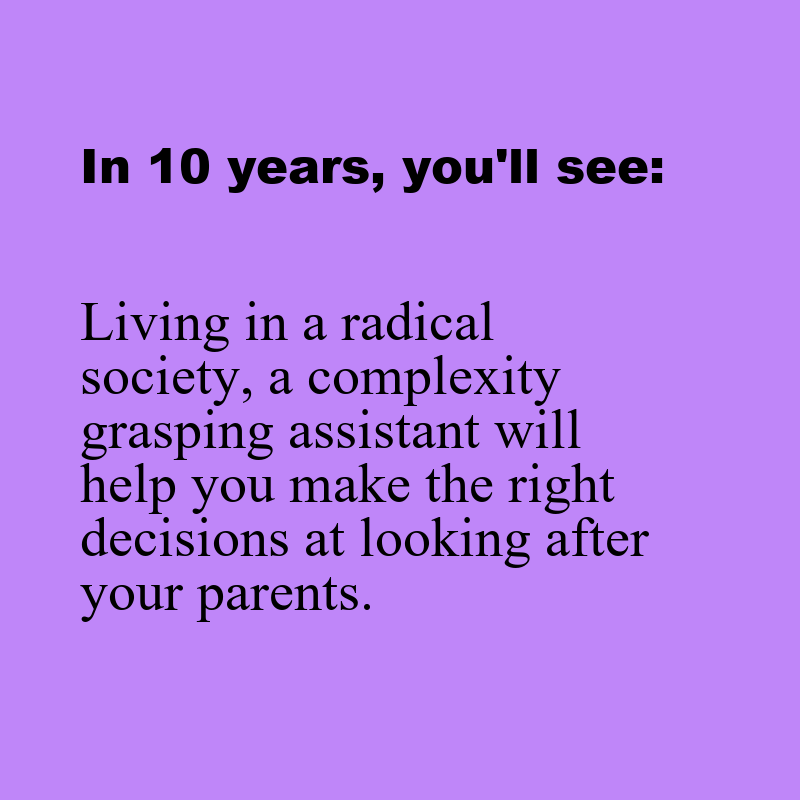 In 10 years, you'll see:
Living in a radical
society, a complexity
grasping assistant will
help you make the right
decisions at looking after
your parents.